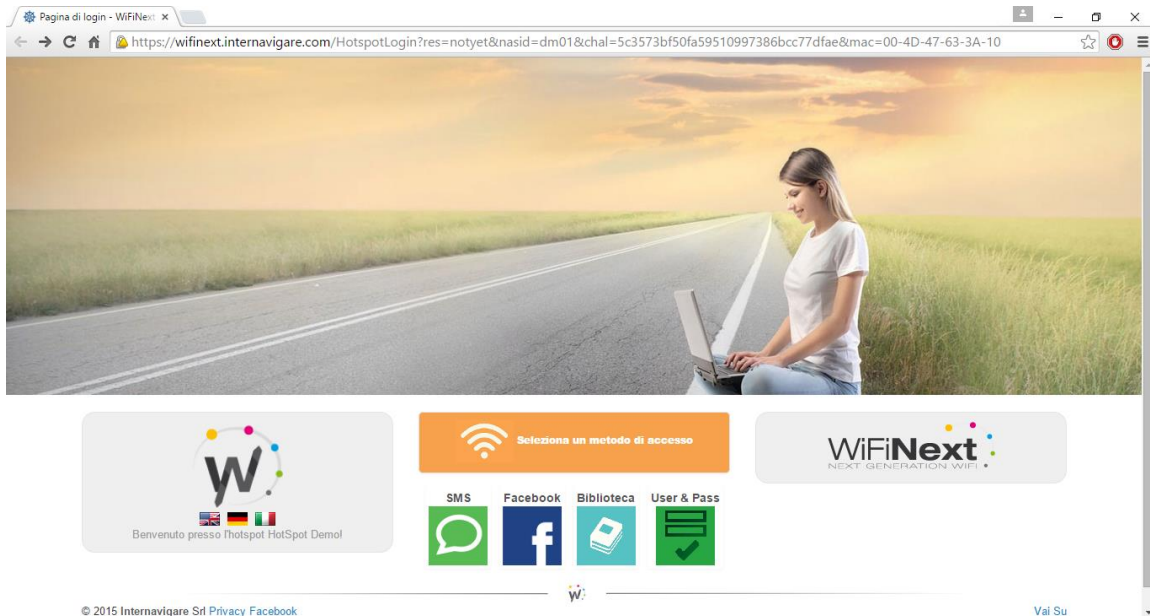 Pagina di login - WiFiNext
https://wifinext.internavigare.com/HotspotLogin?res=notyet&nasid=dm01&chal=5c3573bf50fa59510997386bcc77dfae&mac=00-4D-47-63-3A-10
W
Benvenuto presso l'hotspot HotSpot Demo!
Seleziona un metodo di accesso
SMS Facebook Biblioteca User & Pass
WiFiNext
NEXT GENERATION WIFI
W
© 2015 Internavigare Srl Privacy Facebook
Vai Su